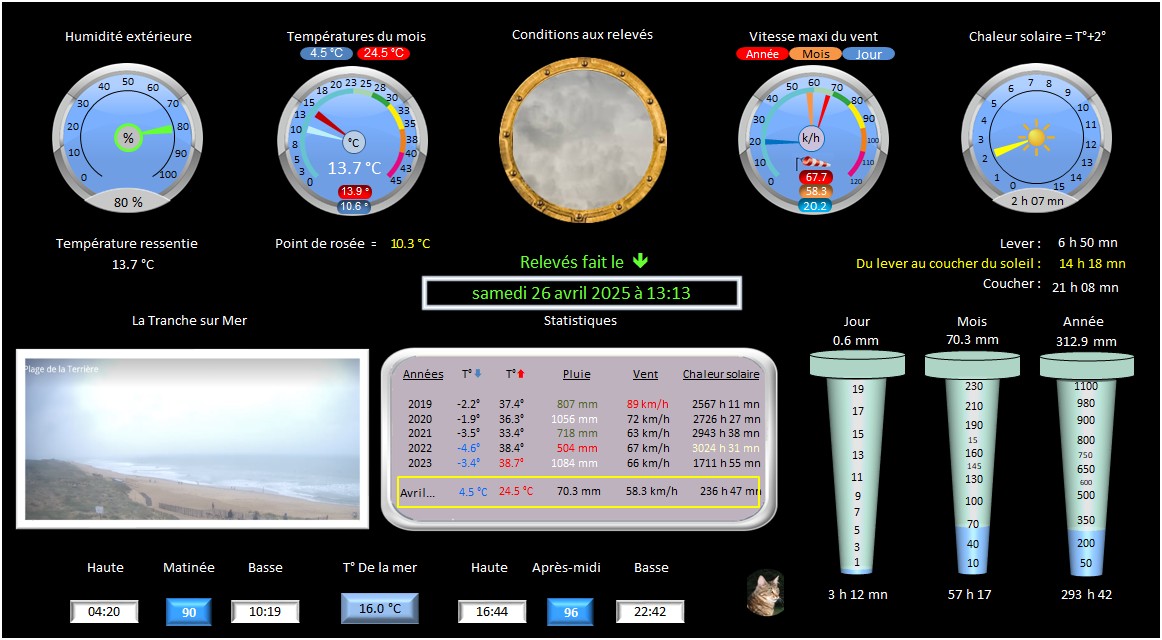 Humidité extérieure
Températures du mois
4.5 °C 24.5 °C
Conditions aux relevés
Vitesse maxi du vent
Année Mois Jour
Chaleur solaire = T°+2°
0 10 20 30 40 50 60 70 80 90 100
%
80 %
0 3 5 8 10 13 15 18 20 23 25 28 30 33 35 38 40 43 45
°C
13.7 °C
13.9 °
10.6 °
0 10 20 30 40 50 60 70 80 90 100 110 120
k/h
67.7
58.3
20.2
0 1 2 3 4 5 6 7 8 9 10 11 12 13 14 15
2 h 07 mn
Température ressentie
13.7 °C
Point de rosée = 10.3 °C
Relevés fait le
samedi 26 avril 2025 à 13:13
Lever : 6 h 50 mn
Du lever au coucher du soleil : 14 h 18 mn
Coucher : 21 h 08 mn
La Tranche sur Mer
Plage de la Terrière
Statistiques
Années T° T° Pluie Vent Chaleur solaire
2019 -2.2° 37.4° 807 mm 89 km/h 2567 h 11 mn
2020 -1.9° 36.3° 1056 mm 72 km/h 2726 h 27 mn
2021 -3.5° 33.4° 718 mm 63 km/h 2943 h 38 mn
2022 -4.6° 38.4° 504 mm 67 km/h 3024 h 31 mn
2023 -3.4° 38.7° 1084 mm 66 km/h 1711 h 55 mn
Avril... 4.5 °C 24.5 °C 70.3 mm 58.3 km/h 236 h 47 mn
Jour
0.6 mm
19
17
15
13
11
9
7
5
3
1
3 h 12 mn
Mois
70.3 mm
230
210
190
15
160
145
130
100
70
40
10
57 h 17
Année
312.9 mm
1100
980
900
800
750
650
600
500
350
200
50
293 h 42
Haute Matinée Basse T° De la mer Haute Après-midi Basse
04:20 90 10:19 16.0 °C 16:44 96 22:42